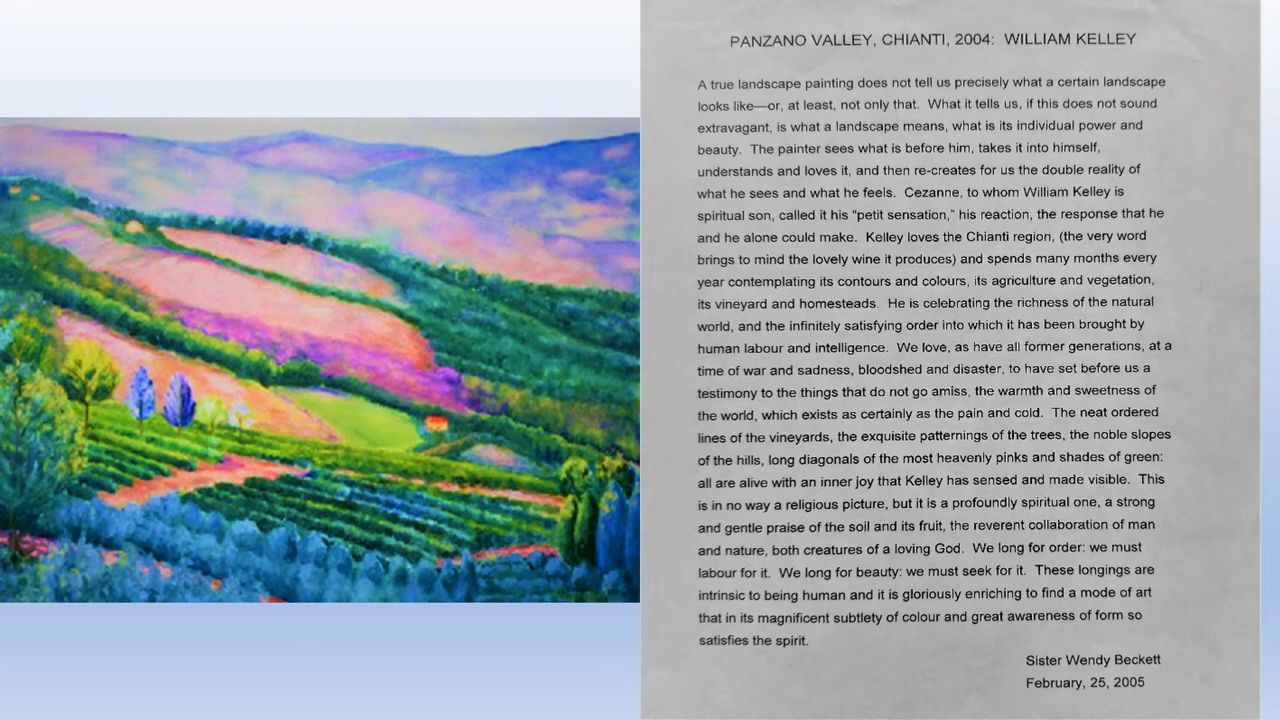 PANZANO VALLEY, CHIANTI, 2004: WILLIAM KELLEY
A true landscape painting does not tell us precisely what a certain landscape
looks like—or, at least, not only that. What it tells us, if this does not sound
extravagant, is what a landscape means, what is its individual power and
beauty. The painter sees what is before him, takes it into himself,
understands and loves it, and then re-creates for us the double reality of
what he sees and what he feels. Cezanne, to whom William Kelley is
spiritual son, called it his "petit sensation," his reaction, the response that he
and he alone could make. Kelley loves the Chianti region, (the very word
brings to mind the lovely wine it produces) and spends many months every
year contemplating its contours and colours, its agriculture and vegetation,
its vineyard and homesteads. He is celebrating the richness of the natural
world, and the infinitely satisfying order into which it has been brought by
human labour and intelligence. We love, as have all former generations, at a
time of war and sadness, bloodshed and disaster, to have set before us a
testimony to the things that do not go amiss, the warmth and sweetness of
the world, which exists as certainly as the pain and cold. The neat ordered
lines of the vineyards, the exquisite patternings of the trees, the noble slopes
of the hills, long diagonals of the most heavenly pinks and shades of green:
all are alive with an inner joy that Kelley has sensed and made visible. This
is in no way a religious picture, but it is a profoundly spiritual one, a strong
and gentle praise of the soil and its fruit, the reverent collaboration of man
and nature, both creatures of a loving God. We long for order: we must
labour for it. We long for beauty: we must seek for it. These longings are
intrinsic to being human and it is gloriously enriching to find a mode of art
that in its magnificent subtlety of colour and great awareness of form so
satisfies the spirit.
Sister Wendy Beckett
February, 25, 2005